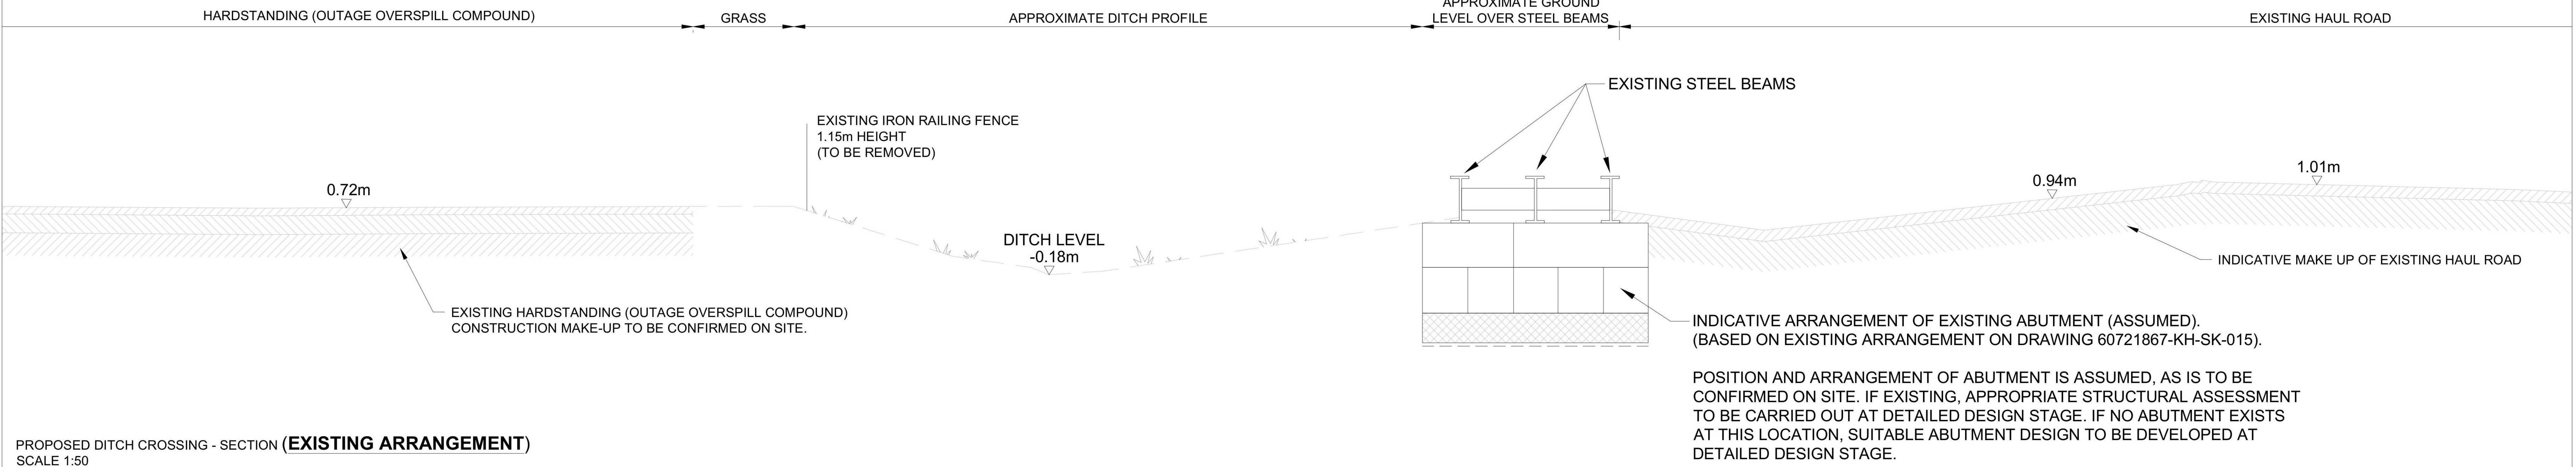 HARDSTANDING (OUTAGE OVERSPILL COMPOUND)
GRASS
APPROXIMATE DITCH PROFILE
APPROXIMATE GROUND
LEVEL OVER STEEL BEAMS
EXISTING HAUL ROAD
EXISTING STEEL BEAMS
EXISTING IRON RAILING FENCE
1.15m HEIGHT
(TO BE REMOVED)
0.72m
DITCH LEVEL
-0.18m
0.94m
1.01m
INDICATIVE MAKE UP OF EXISTING HAUL ROAD
EXISTING HARDSTANDING (OUTAGE OVERSPILL COMPOUND)
CONSTRUCTION MAKE-UP TO BE CONFIRMED ON SITE.
INDICATIVE ARRANGEMENT OF EXISTING ABUTMENT (ASSUMED).
(BASED ON EXISTING ARRANGEMENT ON DRAWING 60721867-KH-SK-015).
POSITION AND ARRANGEMENT OF ABUTMENT IS ASSUMED, AS IS TO BE
CONFIRMED ON SITE. IF EXISTING, APPROPRIATE STRUCTURAL ASSESSMENT
TO BE CARRIED OUT AT DETAILED DESIGN STAGE. IF NO ABUTMENT EXISTS
AT THIS LOCATION, SUITABLE ABUTMENT DESIGN TO BE DEVELOPED AT
DETAILED DESIGN STAGE.
PROPOSED DITCH CROSSING - SECTION (EXISTING ARRANGEMENT)
SCALE 1:50